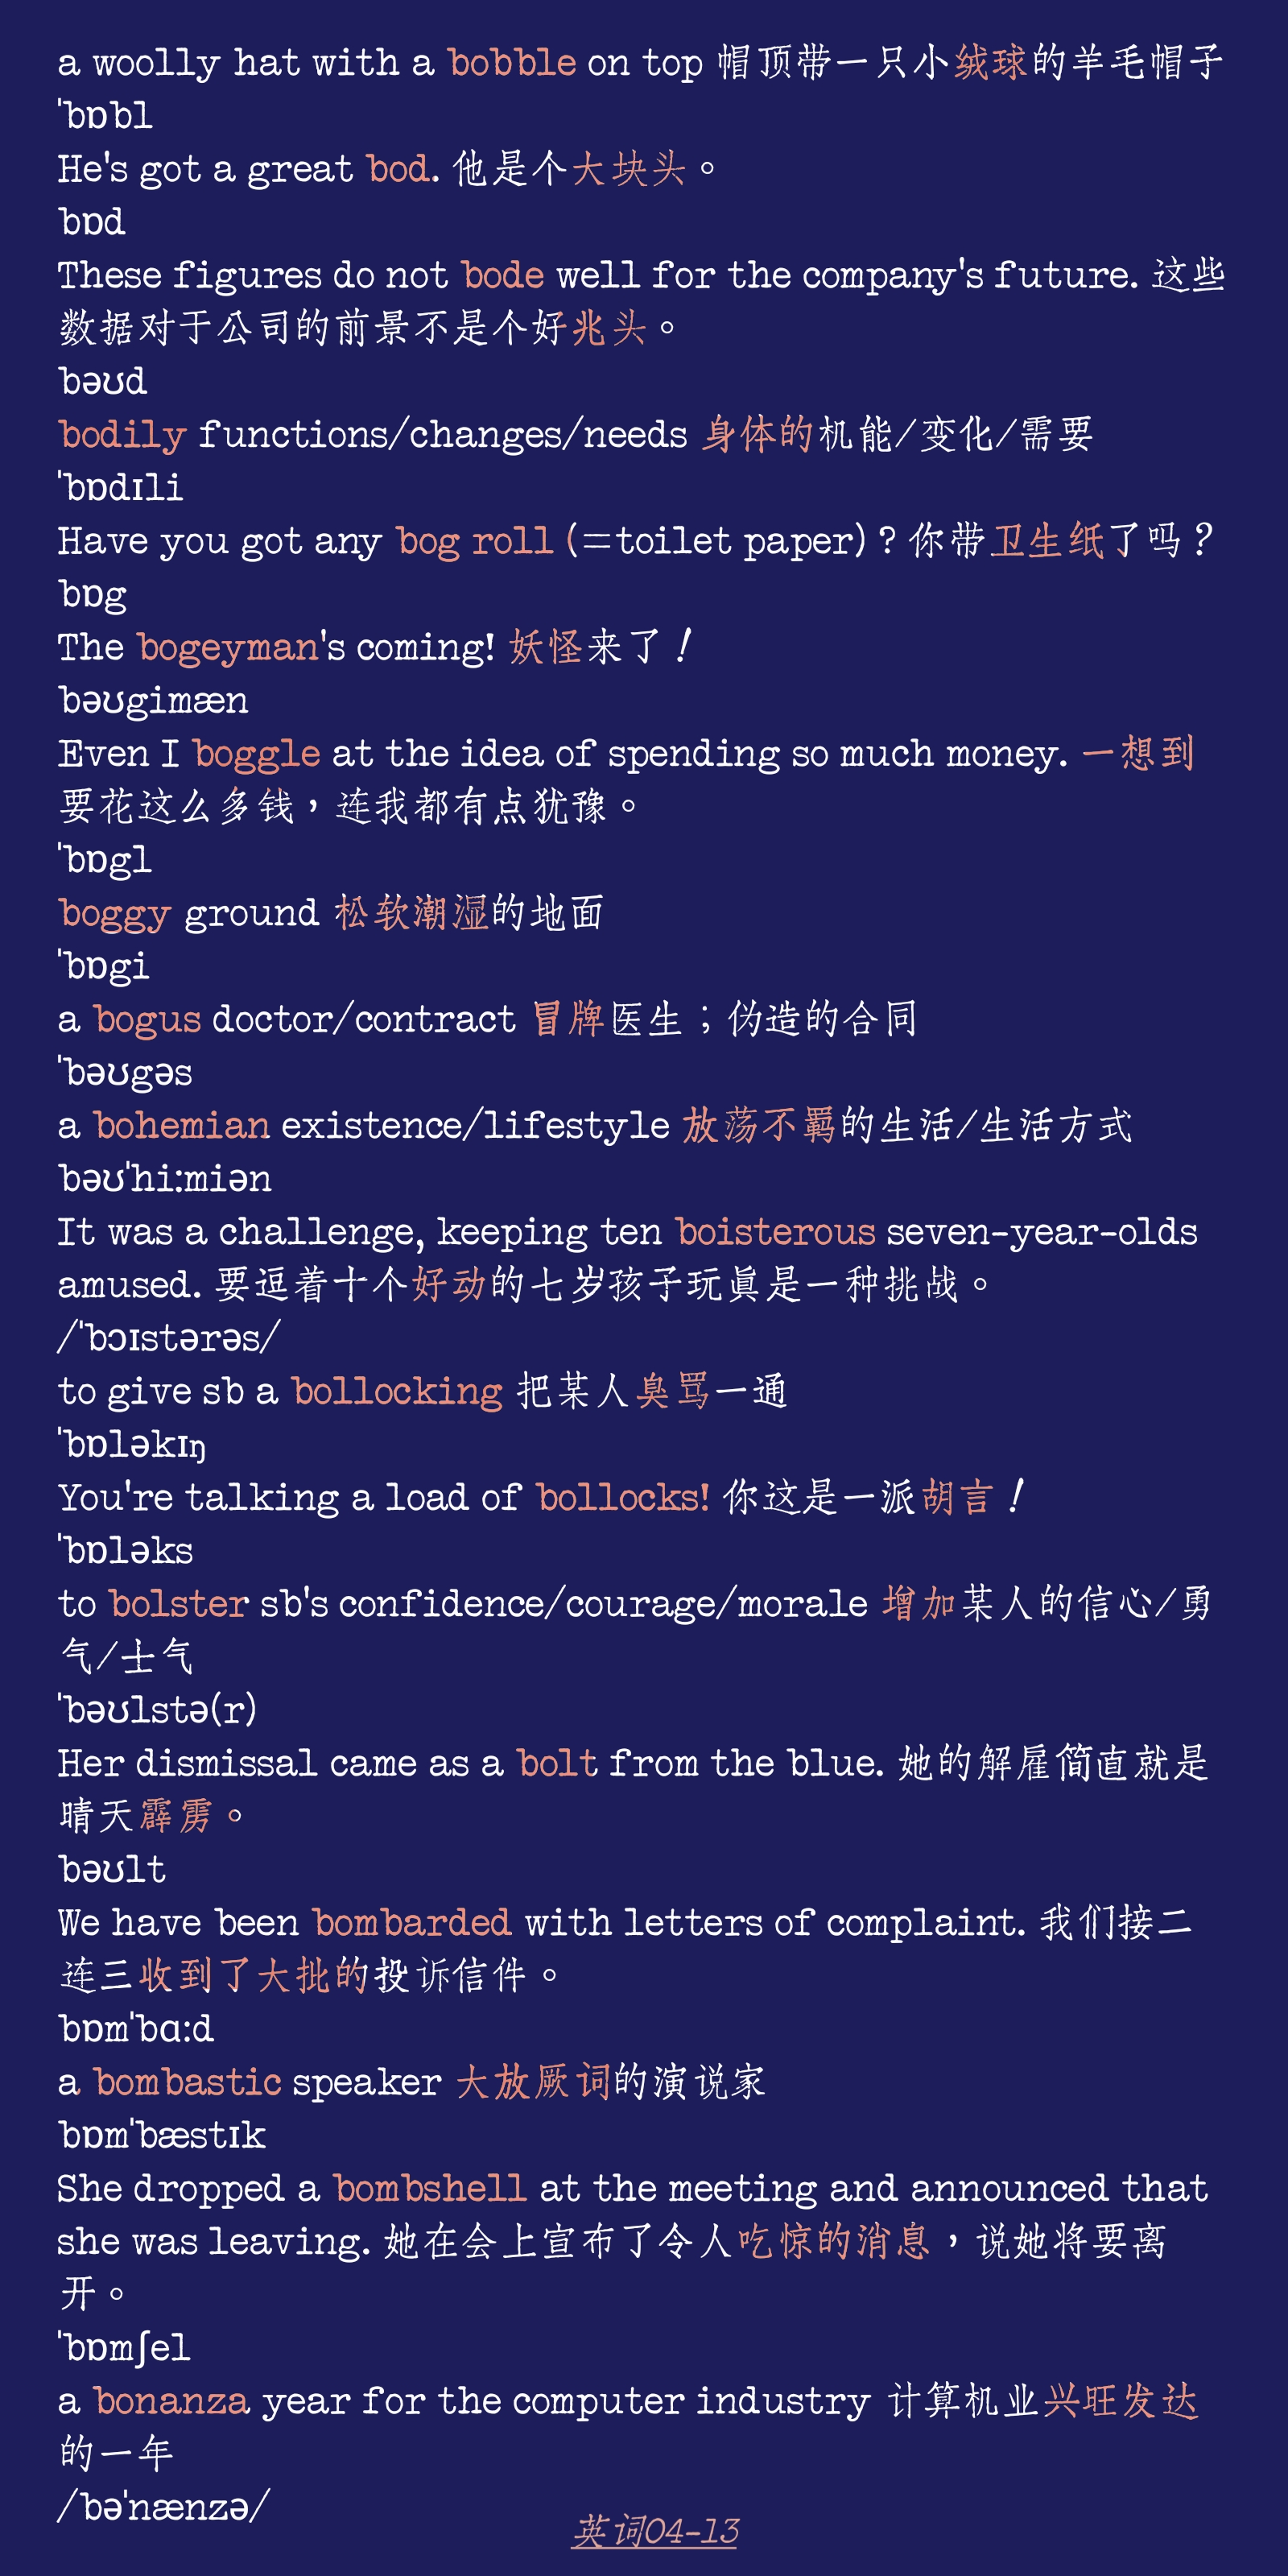 a woolly hat with a bobble on top 帽顶带一只小绒球的羊毛帽子
ˈbɒbl
He's got a great bod. 他是个大块头。
bɒd
These figures do not bode well for the company's future. 这些
数据对于公司的前景不是个好兆头。
bəʊd
bodily functions/changes/needs 身体的机能/变化/需要
ˈbɒdɪli
Have you got any bog roll (=toilet paper)? 你带卫生纸了吗？
bɒg
The bogeyman's coming! 妖怪来了！
bəʊgimæn
Even I boggle at the idea of spending so much money. 一想到
要花这么多钱，连我都有点犹豫。
ˈbɒgl
boggy ground 松软潮湿的地面
ˈbɒgi
a bogus doctor/contract 冒牌医生；伪造的合同
ˈbəʊgəs
a bohemian existence/lifestyle 放荡不羁的生活/生活方式
bəʊˈhiːmiən
It was a challenge, keeping ten boisterous seven-year-olds
amused. 要逗着十个好动的七岁孩子玩真是一种挑战。
/ˈbɔɪstərəs/
to give sb a bollocking 把某人臭骂一通
ˈbɒləkɪŋ
You're talking a load of bollocks! 你这是一派胡言！
ˈbɒləks
to bolster sb's confidence/courage/morale 增加某人的信心/勇
气/士气
ˈbəʊlstə(r)
Her dismissal came as a bolt from the blue. 她的解雇简直就是
晴天霹雳。
bəʊlt
We have been bombarded with letters of complaint. 我们接二
连三收到了大批的投诉信件。
bɒmˈbɑːd
a bombastic speaker 大放厥词的演说家
bɒmˈbæstɪk
She dropped a bombshell at the meeting and announced that
she was leaving. 她在会上宣布了令人吃惊的消息，说她将要离
开。
ˈbɒmʃel
a bonanza year for the computer industry 计算机业兴旺发达
的一年
/bəˈnænzə/
英词04-13